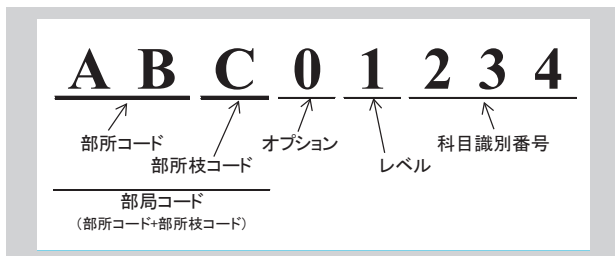 A B C 0 1 2 3 4
部所コード
部所枝コード
オプション
レベル
科目識別番号
部局コード
（部所コード+部所枝コード）